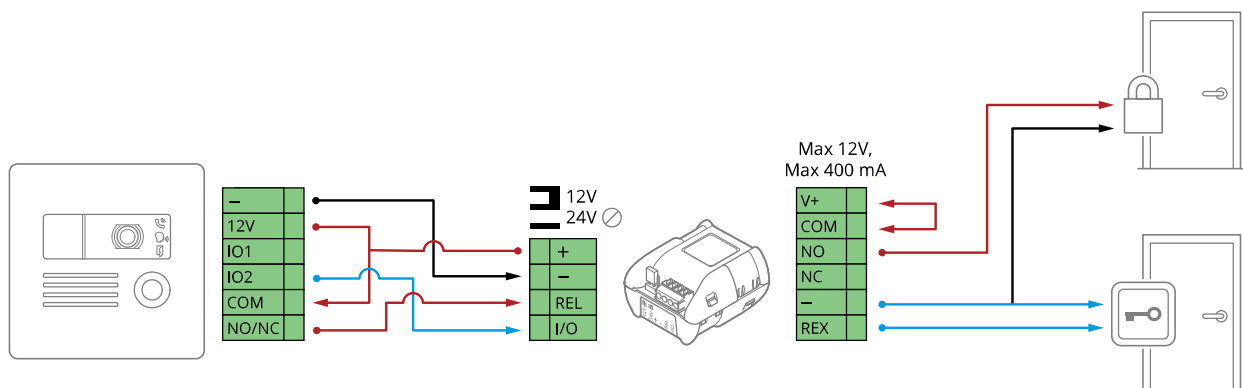 –
12V
IO1
IO2
COM
NO/NC
12V
24V
+
–
REL
I/O
Max 12V,
Max 400 mA
V+
COM
NO
NC
–
REX